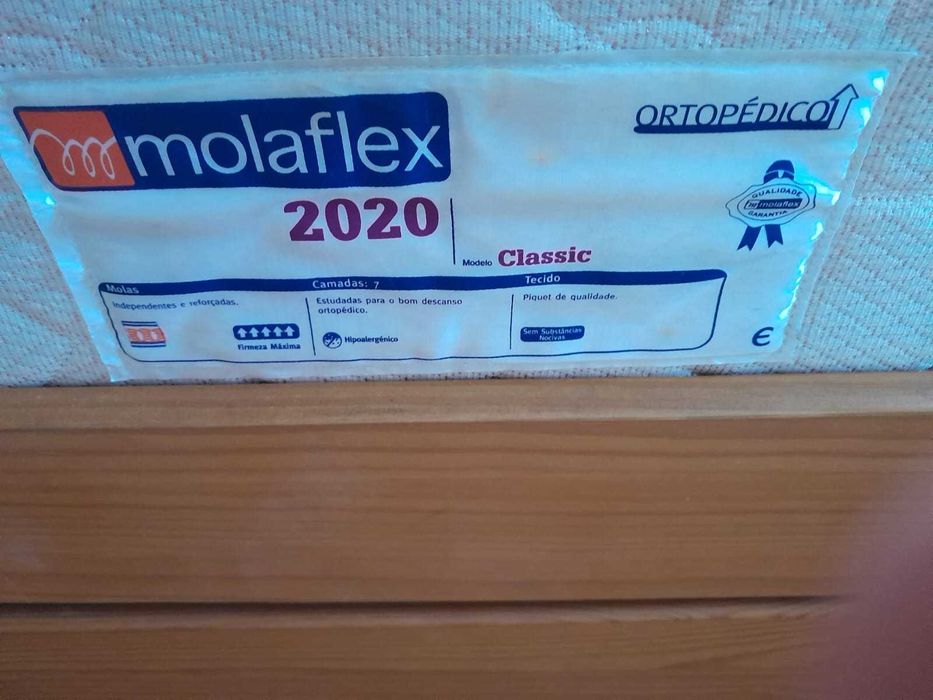 molaflex
ORTOPÉDICO
2020
Modelo Classic
QUALIDADE
molaflex
GARANTIA
Molas
Independentes e reforçadas.
Firmeza Máxima
Camadas: 7
Estudadas para o bom descanso
ortopédico.
Hipoalergénico
Tecido
Piquet de qualidade.
Sem Substâncias
Nocivas
€